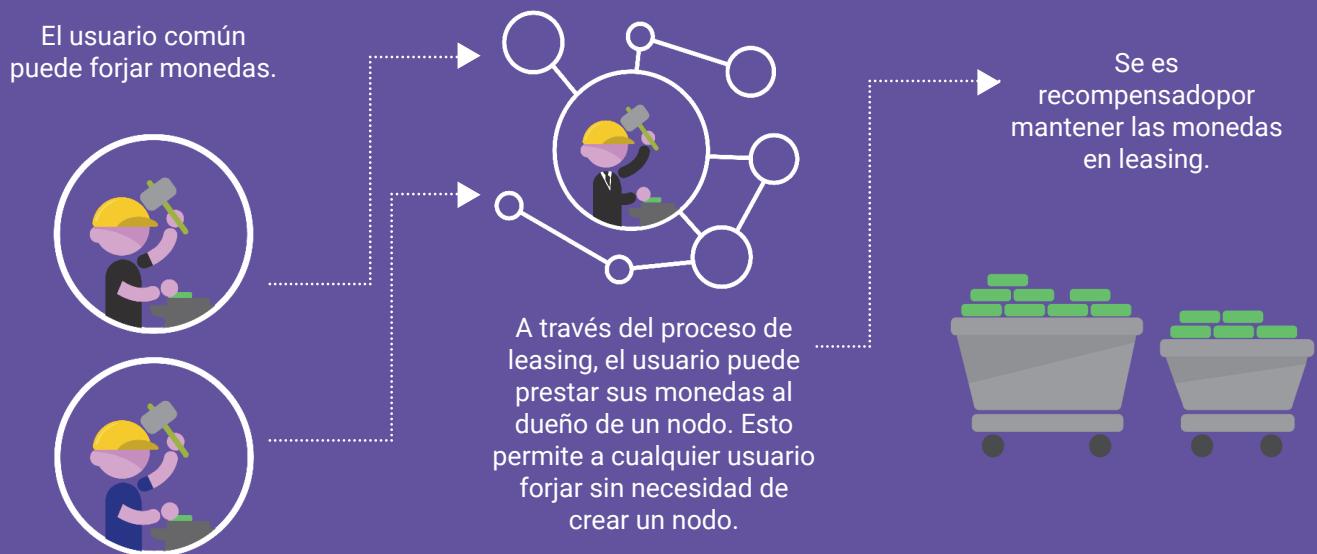 El usuario común
puede forjar monedas.
A través del proceso de
leasing, el usuario puede
prestar sus monedas al
dueño de un nodo. Esto
permite a cualquier usuario
forjar sin necesidad de
crear un nodo.
Se es
recompensadopor
mantener las monedas
en leasing.